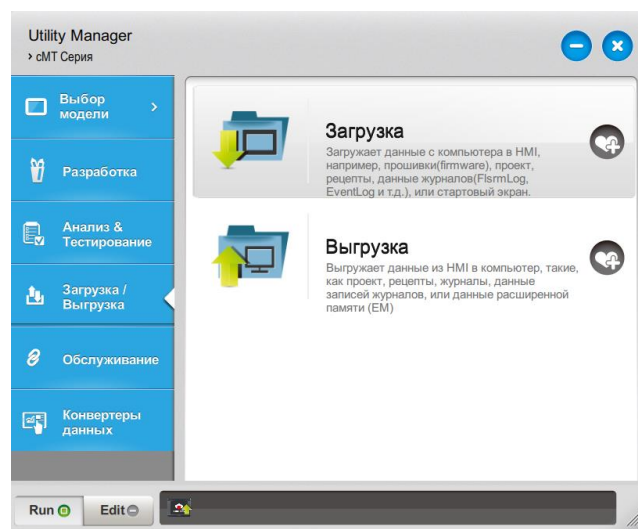 Utility Manager
> cMT Серия
Выбор
модели >
Разработка
Анализ &
Тестирование
Загрузка /
Выгрузка
Обслуживание
Конвертеры
данных
Загрузка
Загружает данные с компьютера в HMI,
например, прошивки(firmware), проект,
рецепты, данные журналов(FlsrmLog,
EventLog и т.д.), или стартовый экран.
Выгрузка
Выгружает данные из HMI в компьютер, такие,
как проект, рецепты, журналы, данные
записей журналов, или данные расширенной
памяти (EM)
Run
Edit